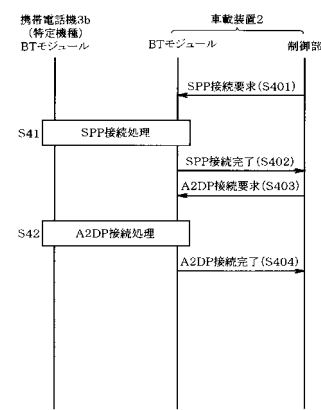 携帯電話機3b
(特定機種)
BTモジュール
車載装置2
BTモジュール
制御部
SPP接続要求(S401)
S41
SPP接続処理
SPP接続完了(S402)
A2DP接続要求(S403)
S42
A2DP接続処理
A2DP接続完了(S404)